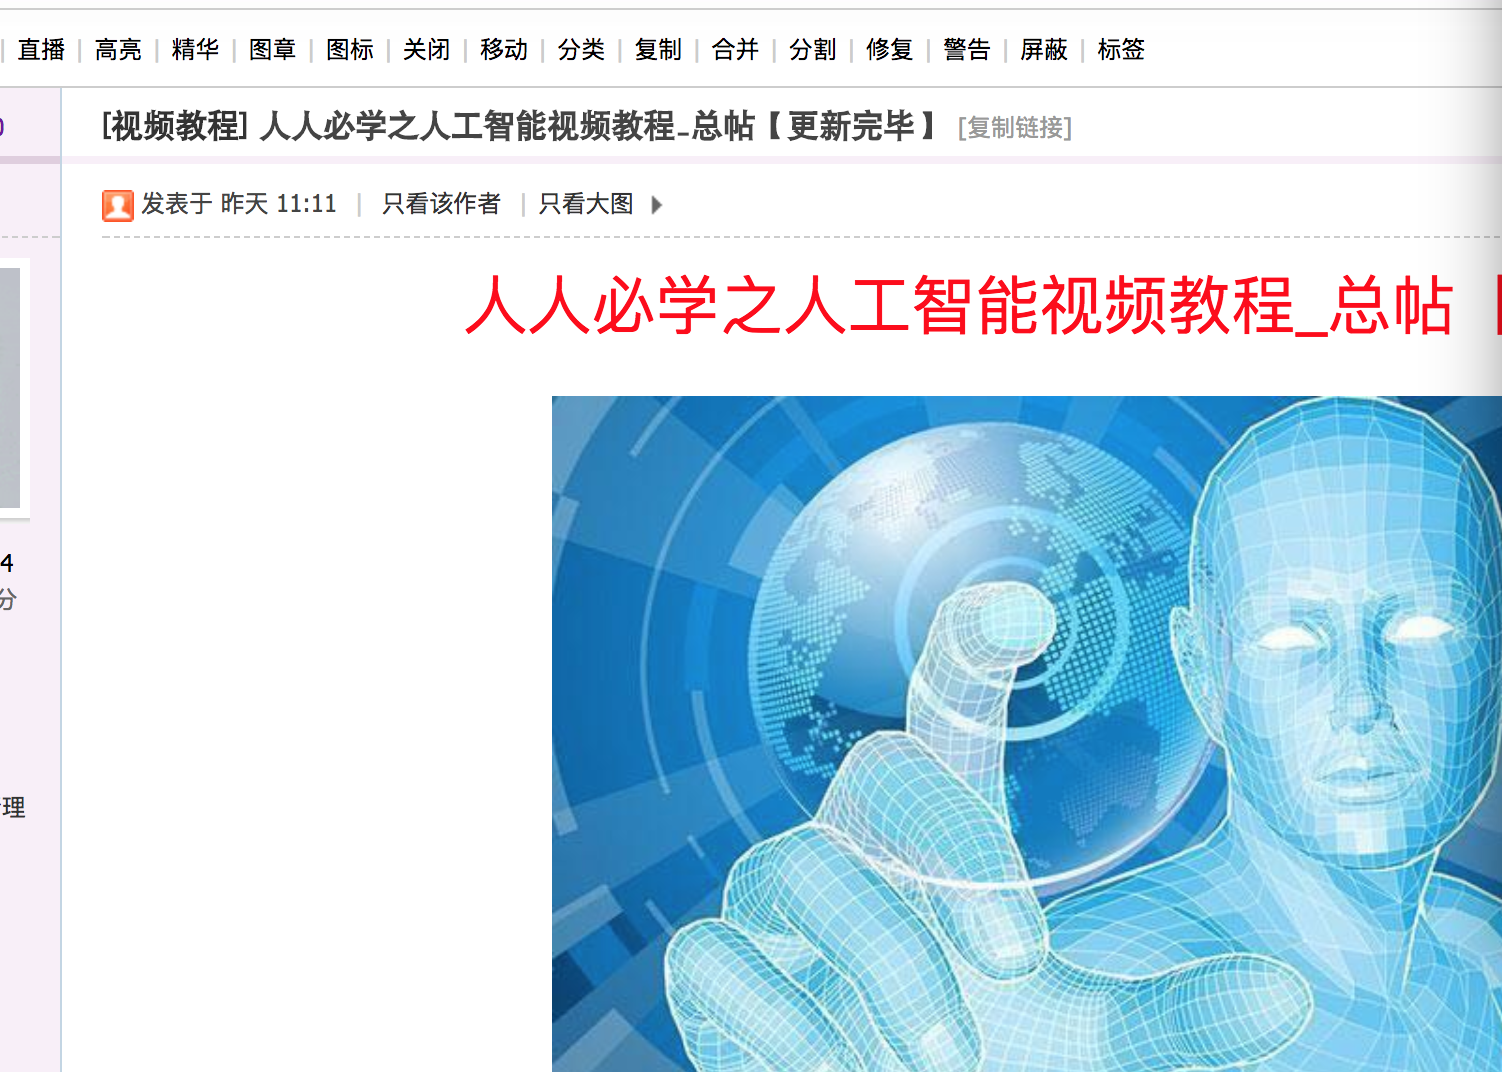 直播 | 高亮 | 精华 | 图章 | 图标 | 关闭 | 移动 | 分类 | 复制 | 合并 | 分割 | 修复 | 警告 | 屏蔽 | 标签
[视频教程] 人人必学之人工智能视频教程-总帖【更新完毕】 [复制链接]
发表于 昨天 11:11 | 只看该作者 | 只看大图
人人必学之人工智能视频教程_总帖
4
分
理